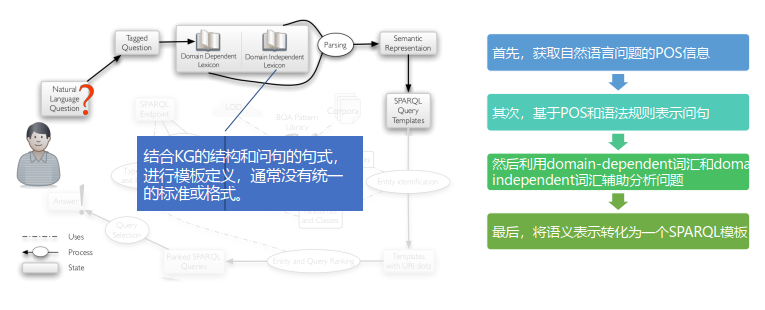 Tagged
Question
Domain Dependent
Lexicon
Domain Independent
Lexicon
Parsing
Semantic
Representaion
Natural
Language
Question
?
SPARQL
Query
Templates
SPARQL
Endpoint
LOD
BOA Pattern
Library
Corpora
结合KG的结构和问句的句式，
进行模板定义，通常没有统一
的标准或格式。
Entity Identification
and Classes
Answer!
Query
Selection
Ranked SPARQL
Queries
Entity and Query Ranking
Templates
with URI slots
Uses
Process
State
首先，获取自然语言问题的POS信息
其次，基于POS和语法规则表示问句
然后利用domain-dependent词汇和doma
independent词汇辅助分析问题
最后，将语义表示转化为一个SPARQL模板